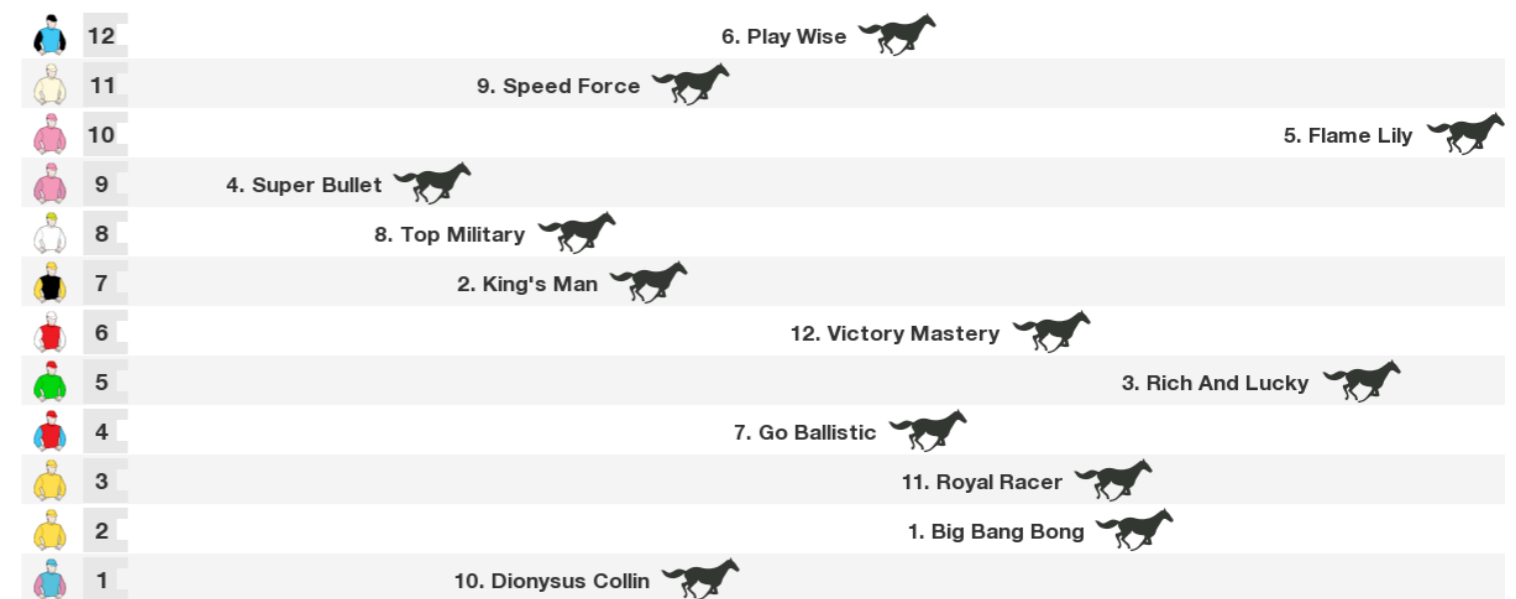 12 6. Play Wise
11 9. Speed Force
10 5. Flame Lily
9 4. Super Bullet
8 8. Top Military
7 2. King's Man
6 12. Victory Mastery
5 3. Rich And Lucky
4 7. Go Ballistic
3 11. Royal Racer
2 1. Big Bang Bong
1 10. Dionysus Collin